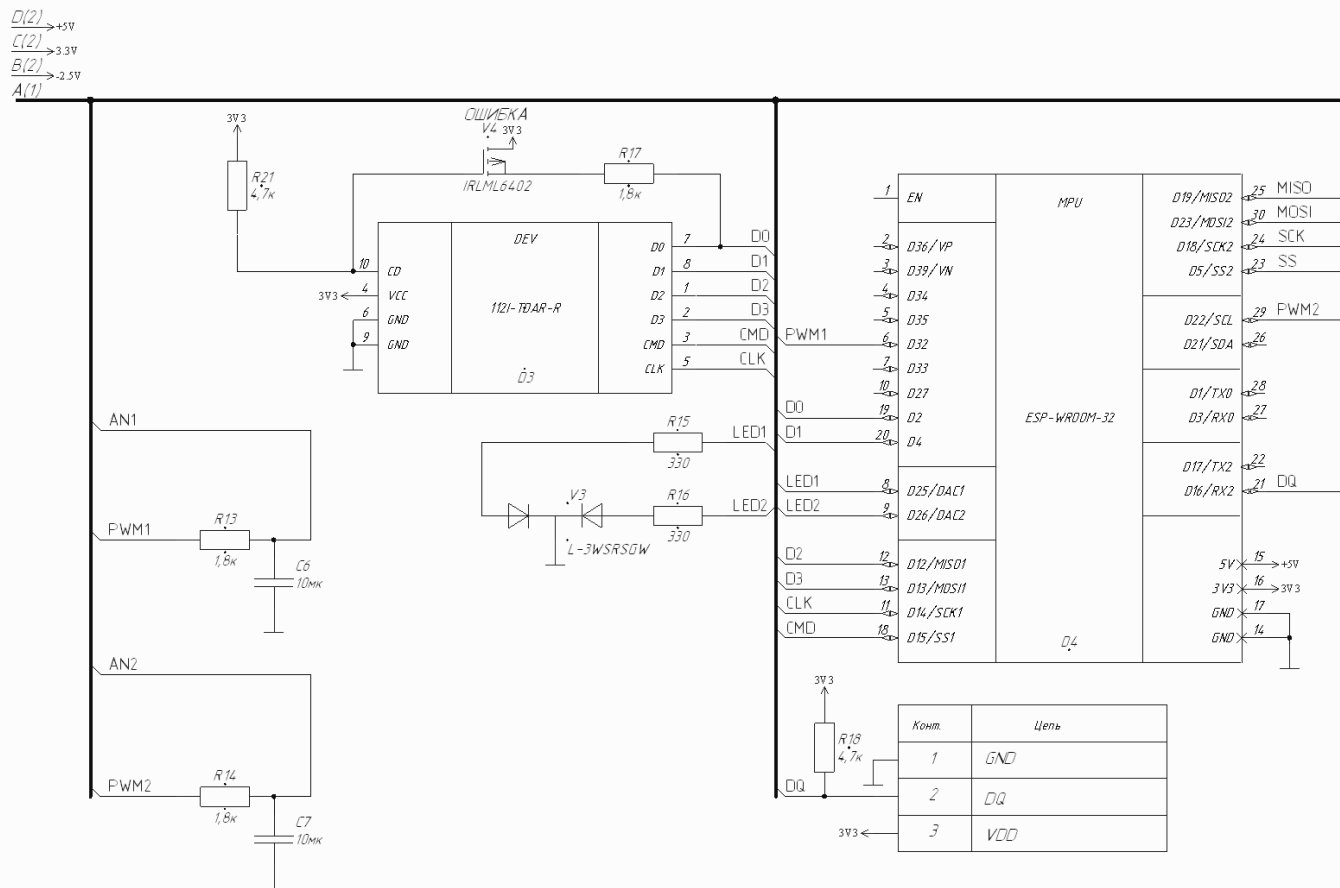 D(2)
+5V
C(2)
3.3V
B(2)
-2.5V
A(1)
ОШИБКА
V4
3V3
IRLML6402
3V3
R21
4,7к
R17
1,8к
DEV
112I-TDAR-R
D3
10 CD
3V3 4 VCC
6 GND
9 GND
D0 7 D0
D1 8 D1
D2 1 D2
D3 2 D3
CMD 3 CMD
CLK 5 CLK
AN1
PWM1
R13
1,8к
C6
10мк
AN2
PWM2
R14
1,8к
C7
10мк
R15
330
LED1
V3
L-3WSRSGW
R16
330
LED2
MPU
ESP-WROOM-32
D4
1 EN
2 D36/VP
3 D39/VN
4 D34
5 D35
PWM1 6 D32
7 D33
10 D27
D0 19 D2
D1 20 D4
LED1 8 D25/DAC1
LED2 9 D26/DAC2
D2 12 D12/MISO1
D3 13 D13/MOSI1
CLK 11 D14/SCK1
CMD 18 D15/SS1
D19/MISO2 25 MISO
D23/MOSI2 30 MOSI
D18/SCK2 24 SCK
D5/SS2 23 SS
D22/SCL 29 PWM2
D21/SDA 26
D1/TX0 28
D3/RX0 27
D17/TX2 22
D16/RX2 21 DQ
5V 15 +5V
3V3 16 3V3
GND 17
GND 14
3V3
R18
4,7к
DQ
Конт. Цепь
1 GND
2 DQ
3V3 3 VDD